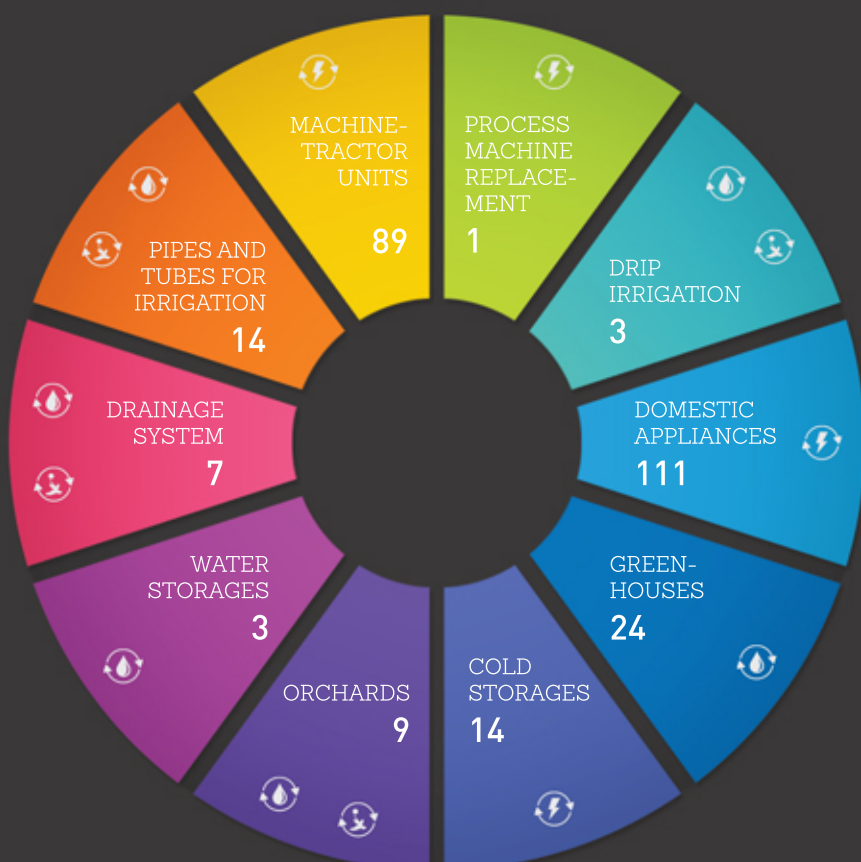 MACHINE-
TRACTOR
UNITS
89
PROCESS
MACHINE
REPLACE-
MENT
1
DRIP
IRRIGATION
3
DOMESTIC
APPLIANCES
111
GREEN-
HOUSES
24
COLD
STORAGES
14
ORCHARDS
9
WATER
STORAGES
3
DRAINAGE
SYSTEM
7
PIPES AND
TUBES FOR
IRRIGATION
14